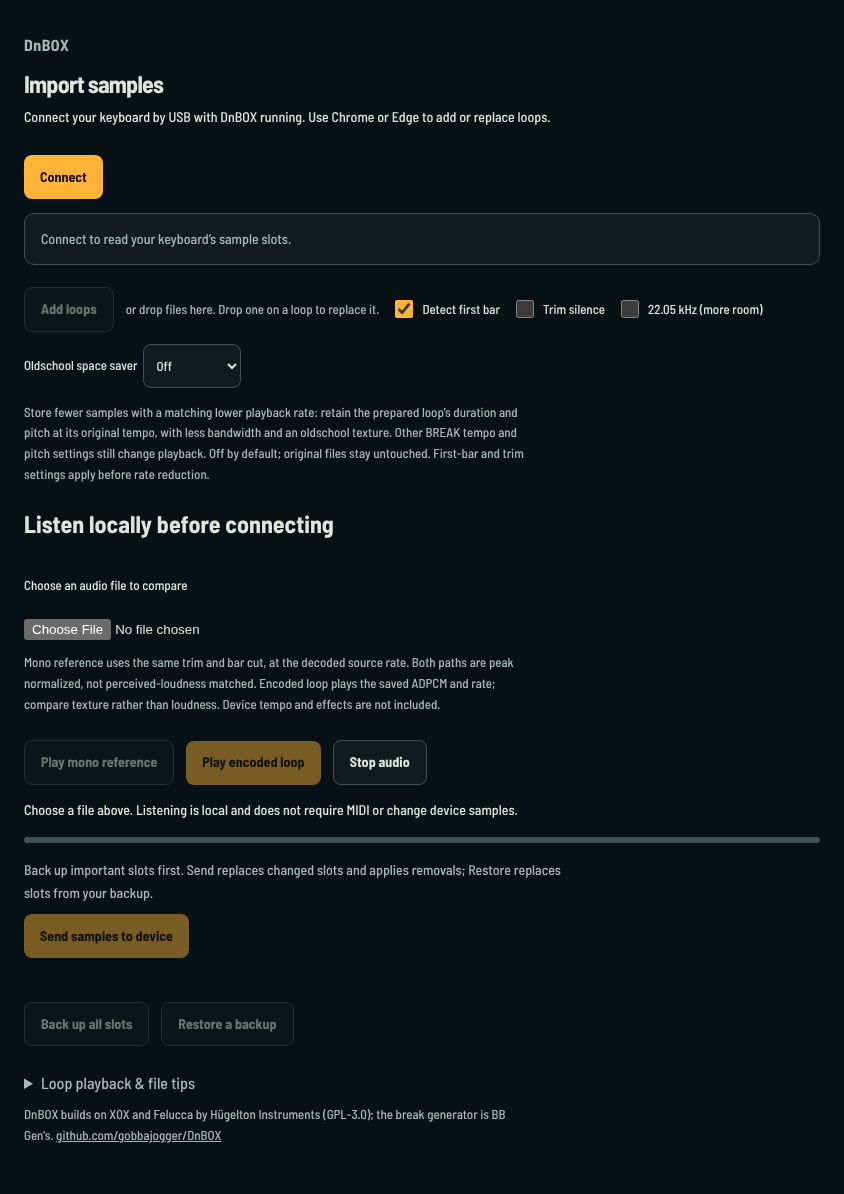 DnBOX
Import samples
Connect your keyboard by USB with DnBOX running. Use Chrome or Edge to add or replace loops.
Connect
Connect to read your keyboard’s sample slots.
Add loops or drop files here. Drop one on a loop to replace it. Detect first bar Trim silence 22.05 kHz (more room)
Oldschool space saver Off
Store fewer samples with a matching lower playback rate: retain the prepared loop’s duration and
pitch at its original tempo, with less bandwidth and an oldschool texture. Other BREAK tempo and
pitch settings still change playback. Off by default; original files stay untouched. First-bar and trim
settings apply before rate reduction.
Listen locally before connecting
Choose an audio file to compare
Choose File No file chosen
Mono reference uses the same trim and bar cut, at the decoded source rate. Both paths are peak
normalized, not perceived-loudness matched. Encoded loop plays the saved ADPCM and rate;
compare texture rather than loudness. Device tempo and effects are not included.
Play mono reference Play encoded loop Stop audio
Choose a file above. Listening is local and does not require MIDI or change device samples.
Back up important slots first. Send replaces changed slots and applies removals; Restore replaces
slots from your backup.
Send samples to device
Back up all slots Restore a backup
Loop playback & file tips
DnBOX builds on XOX and Felucca by Hügelton Instruments (GPL-3.0); the break generator is BB
Gen's. github.com/gobbajogger/DnBOX